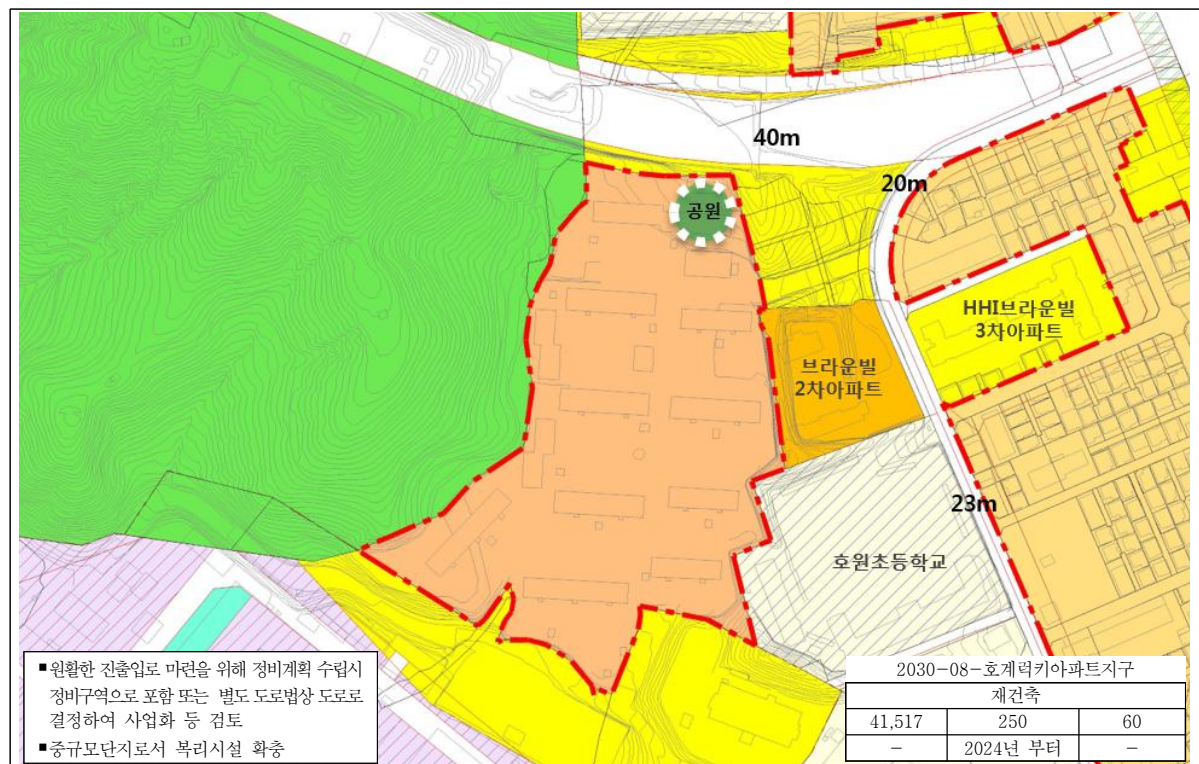 40m
20m
공원
HHI브라운빌
3차아파트
브라운빌
2차아파트
23m
호원초등학교
▪원활한 진출입로 마련을 위해 정비계획 수립시
정비구역으로 포함 또는 별도 도로법상 도로로
결정하여 사업화 등 검토
▪중규모단지로서 복리시설 확충
2030-08-호계럭키아파트지구
재건축
41,517 250 60
- 2024년 부터 -